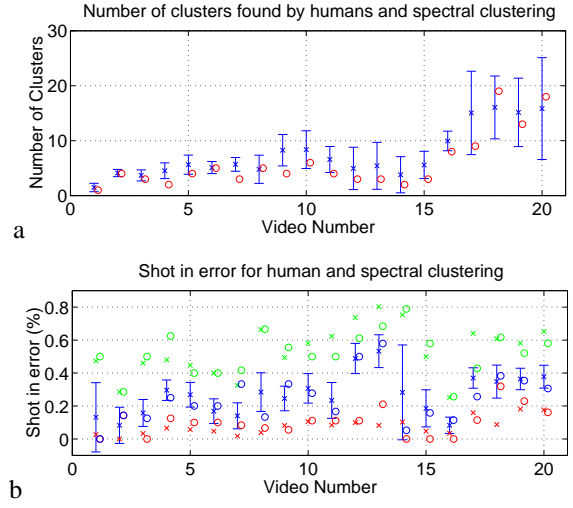 Number of clusters found by humans and spectral clustering
30
20
10
0
Number of Clusters
0 5 10 15 20
Video Number
a
Shot in error for human and spectral clustering
0.8
0.6
0.4
0.2
0
Shot in error (%)
0 5 10 15 20
Video Number
b